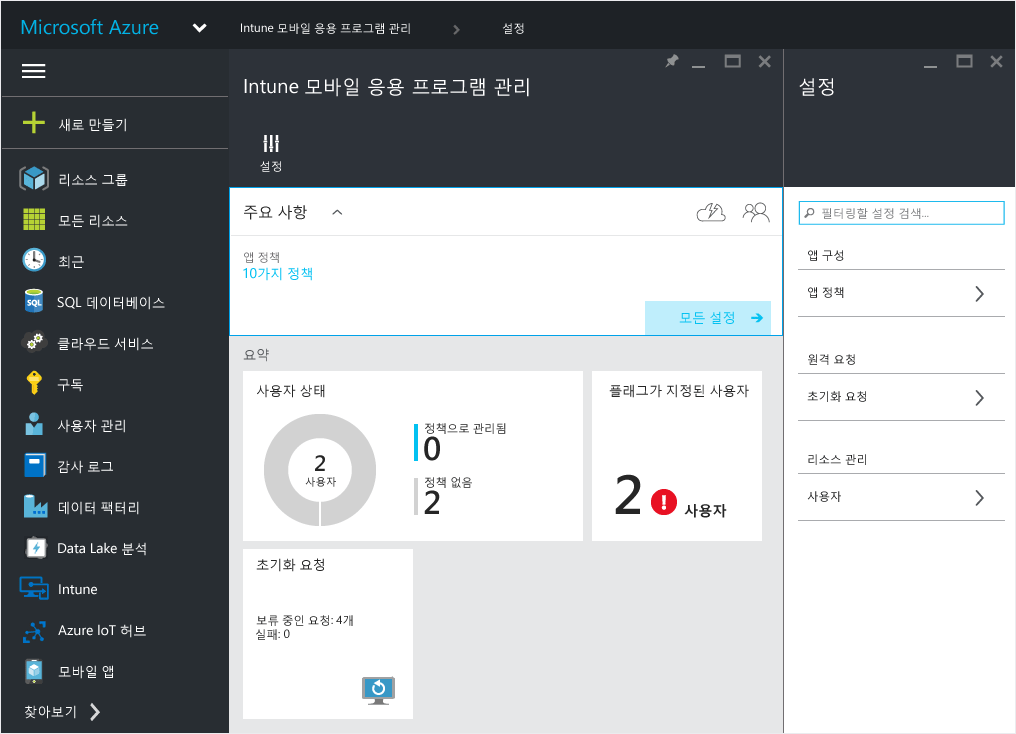 Microsoft Azure
Intune 모바일 응용 프로그램 관리
설정
새로 만들기
리소스 그룹
모든 리소스
최근
SQL 데이터베이스
클라우드 서비스
구독
사용자 관리
감사 로그
데이터 팩터리
Data Lake 분석
Intune
Azure IoT 허브
모바일 앱
찾아보기
Intune 모바일 응용 프로그램 관리
설정
주요 사항
앱 정책
10가지 정책
모든 설정
요약
사용자 상태
2
사용자
정책으로 관리됨
0
정책 없음
2
플래그가 지정된 사용자
2 사용자
초기화 요청
보류 중인 요청: 4개
실패: 0
설정
필터링할 설정 검색...
앱 구성
앱 정책
원격 요청
초기화 요청
리소스 관리
사용자